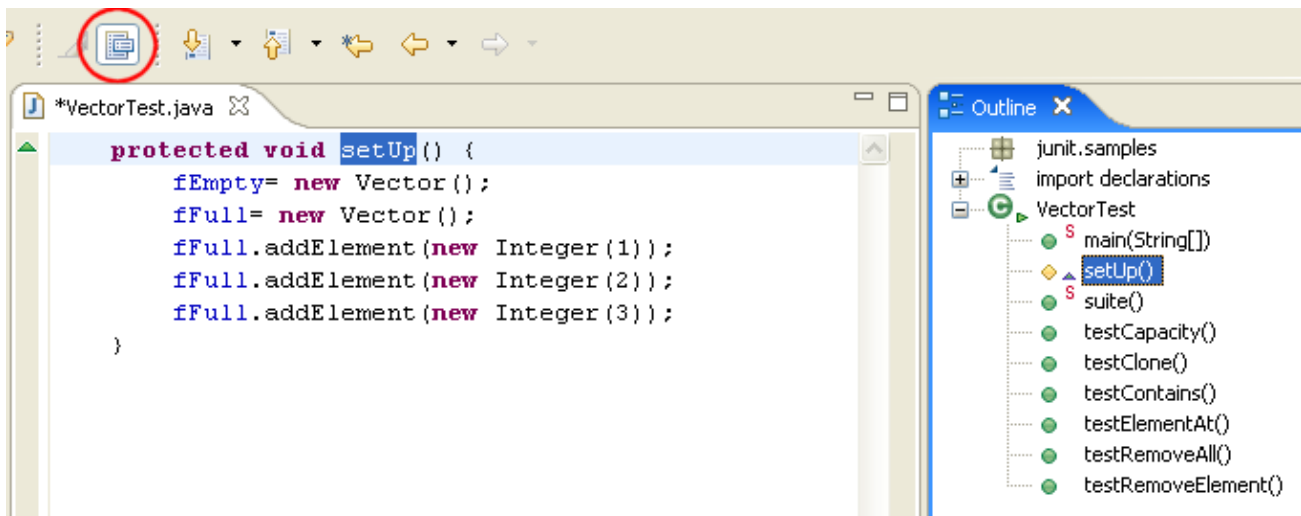 *VectorTest.java
protected void setUp() {
fEmpty= new Vector();
fFull= new Vector();
fFull.addElement(new Integer(1));
fFull.addElement(new Integer(2));
fFull.addElement(new Integer(3));
}
Outline
junit.samples
import declarations
VectorTest
main(String[])
setUp()
suite()
testCapacity()
testClone()
testContains()
testElementAt()
testRemoveAll()
testRemoveElement()